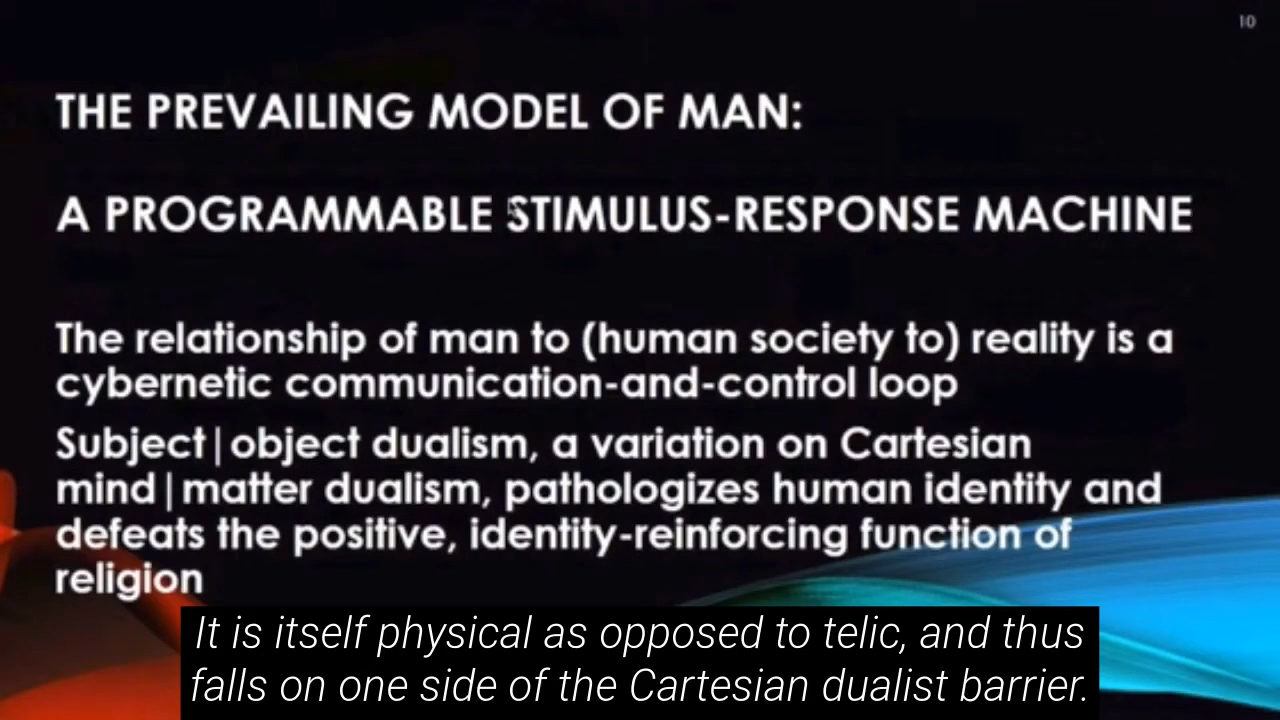 10
THE PREVAILING MODEL OF MAN:
A PROGRAMMABLE STIMULUS-RESPONSE MACHINE
The relationship of man to (human society to) reality is a
cybernetic communication-and-control loop
Subject|object dualism, a variation on Cartesian
mind|matter dualism, pathologizes human identity and
defeats the positive, identity-reinforcing function of
religion
It is itself physical as opposed to telic, and thus
falls on one side of the Cartesian dualist barrier.